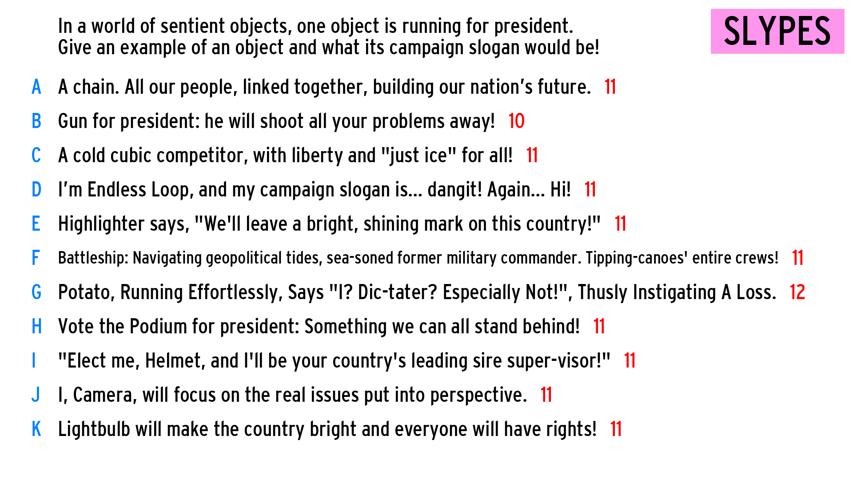 In a world of sentient objects, one object is running for president.
Give an example of an object and what its campaign slogan would be!
SLYPES
A A chain. All our people, linked together, building our nation's future. 11
B Gun for president: he will shoot all your problems away! 10
C A cold cubic competitor, with liberty and "just ice" for all! 11
D I'm Endless Loop, and my campaign slogan is... dangit! Again... Hi! 11
E Highlighter says, "We'll leave a bright, shining mark on this country!" 11
F Battleship: Navigating geopolitical tides, sea-soned former military commander. Tipping-canoes' entire crews! 11
G Potato, Running Effortlessly, Says "I? Dic-tater? Especially Not!", Thusly Instigating A Loss. 12
H Vote the Podium for president: Something we can all stand behind! 11
I "Elect me, Helmet, and I'll be your country's leading sire super-visor!" 11
J I, Camera, will focus on the real issues put into perspective. 11
K Lightbulb will make the country bright and everyone will have rights! 11